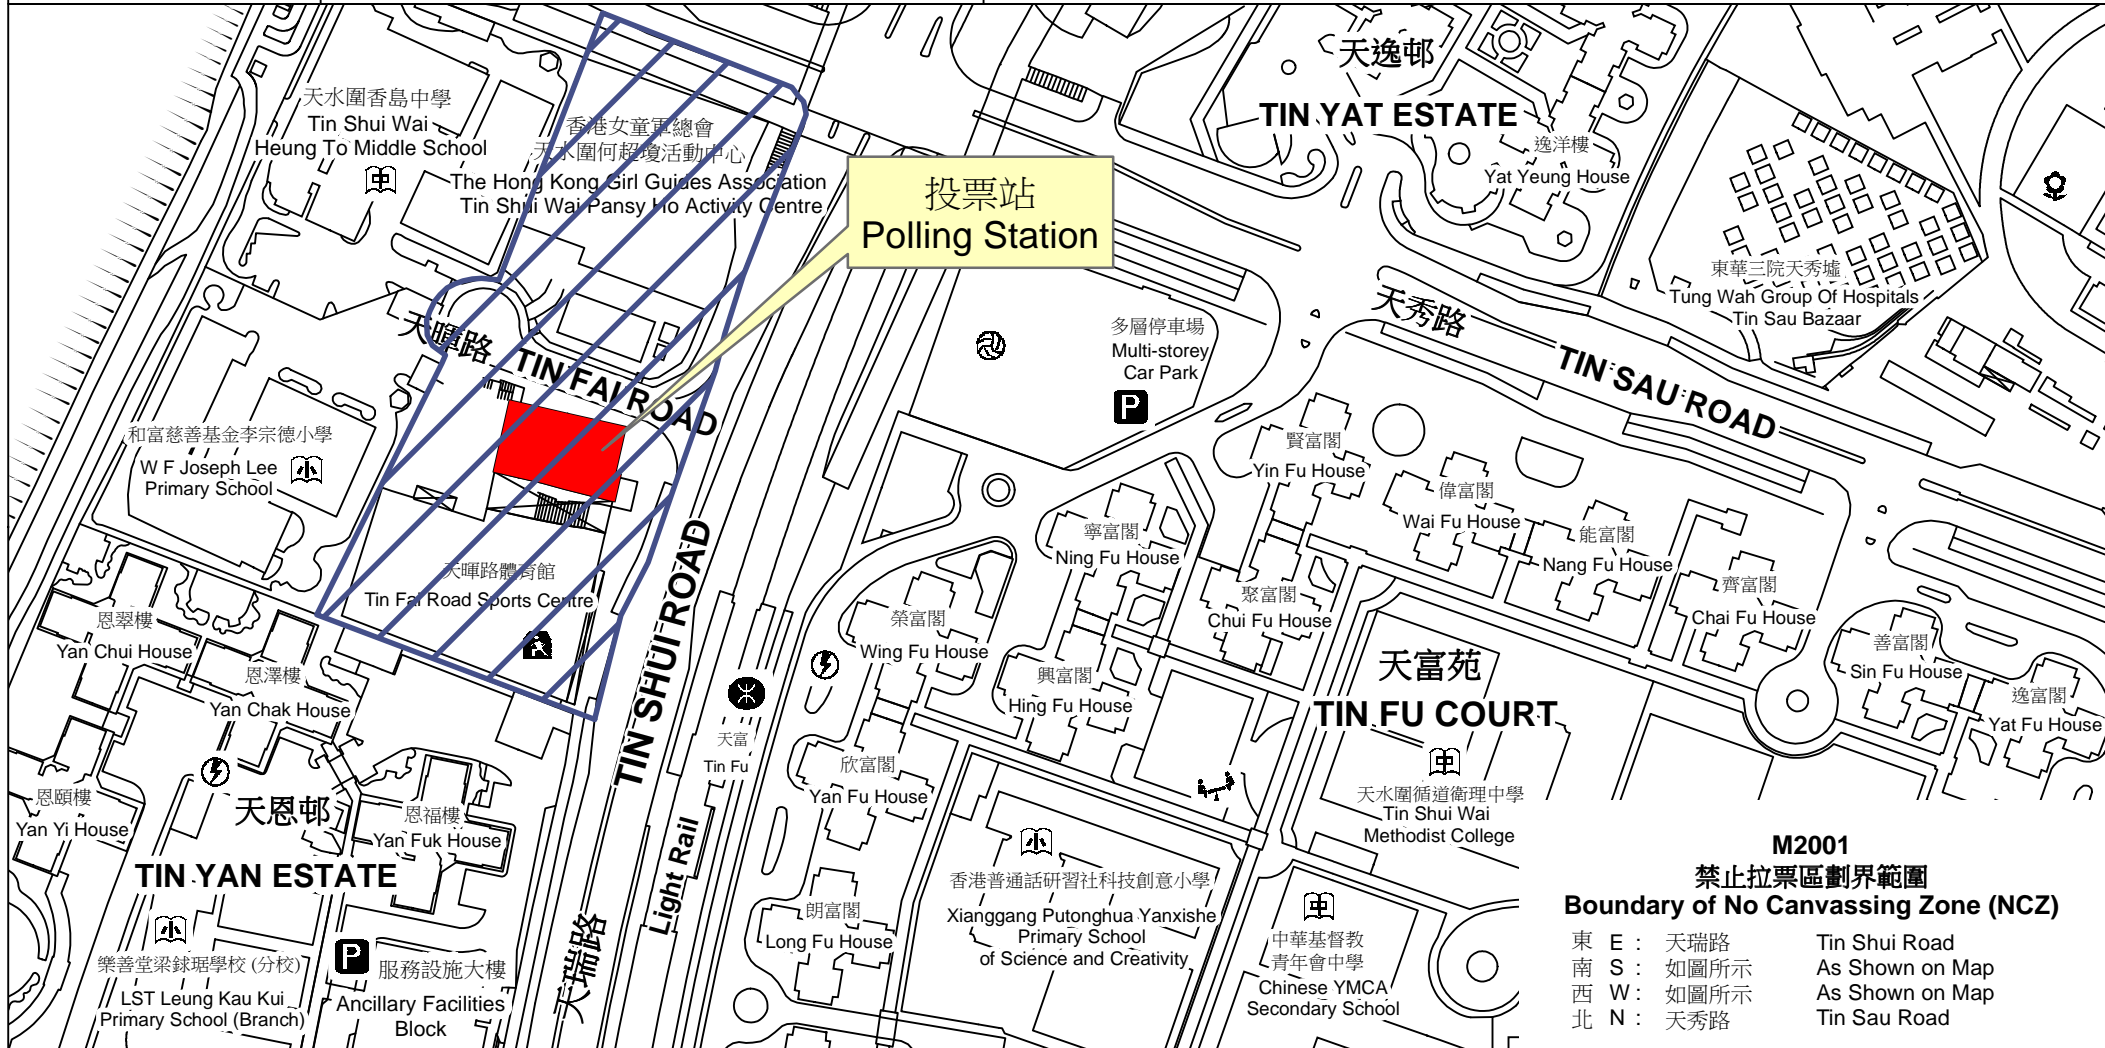 天水圍香島中學
Tin Shui Wai
Heung To Middle School
中
香港女童軍總會
天水圍何超瓊活動中心
The Hong Kong Girl Guides Association
Tin Shui Wai Pansy Ho Activity Centre
投票站
Polling Station
天逸邨
TIN YAT ESTATE
逸洋樓
Yat Yeung House
東華三院天秀墟
Tung Wah Group Of Hospitals
Tin Sau Bazaar
天秀路
TIN SAU ROAD
多層停車場
Multi-storey
Car Park
P
天暉路
TIN FAI ROAD
和富慈善基金李宗德小學
W F Joseph Lee
Primary School
小
天暉路體育館
Tin Fai Road Sports Centre
TIN SHUI ROAD
天瑞路
Light Rail
天富
Tin Fu
賢富閣
Yin Fu House
偉富閣
Wai Fu House
能富閣
Nang Fu House
齊富閣
Chai Fu House
善富閣
Sin Fu House
逸富閣
Yat Fu House
寧富閣
Ning Fu House
聚富閣
Chui Fu House
榮富閣
Wing Fu House
興富閣
Hing Fu House
欣富閣
Yan Fu House
朗富閣
Long Fu House
天富苑
TIN FU COURT
中
天水圍循道衛理中學
Tin Shui Wai
Methodist College
小
香港普通話研習社科技創意小學
Xianggang Putonghua Yanxishe
Primary School
of Science and Creativity
中
中華基督教
青年會中學
Chinese YMCA
Secondary School
恩翠樓
Yan Chui House
恩澤樓
Yan Chak House
恩頤樓
Yan Yi House
恩福樓
Yan Fuk House
天恩邨
TIN YAN ESTATE
小
樂善堂梁銶琚學校 (分校)
LST Leung Kau Kui
Primary School (Branch)
P
服務設施大樓
Ancillary Facilities
Block
M2001
禁止拉票區劃界範圍
Boundary of No Canvassing Zone (NCZ)
東 E : 天瑞路 Tin Shui Road
南 S : 如圖所示 As Shown on Map
西 W : 如圖所示 As Shown on Map
北 N : 天秀路 Tin Sau Road